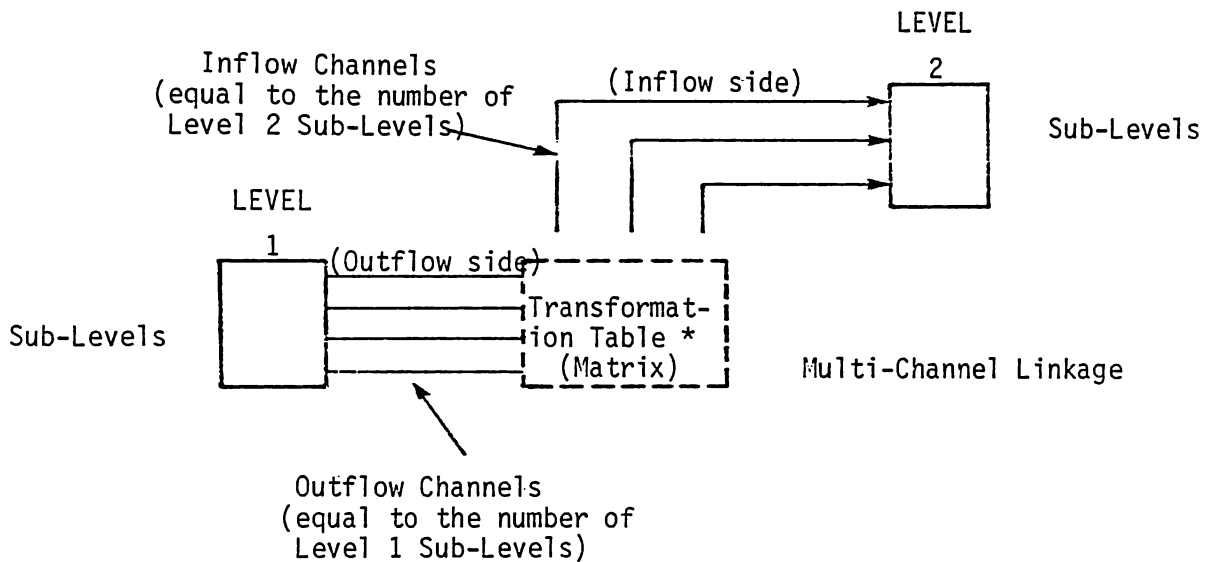 LEVEL
2
Inflow Channels
(equal to the number of
Level 2 Sub-Levels)
(Inflow side)
Sub-Levels
LEVEL
1
(Outflow side)
Sub-Levels
Transformat-
ion Table *
(Matrix)
Multi-Channel Linkage
Outflow Channels
(equal to the number of
Level 1 Sub-Levels)